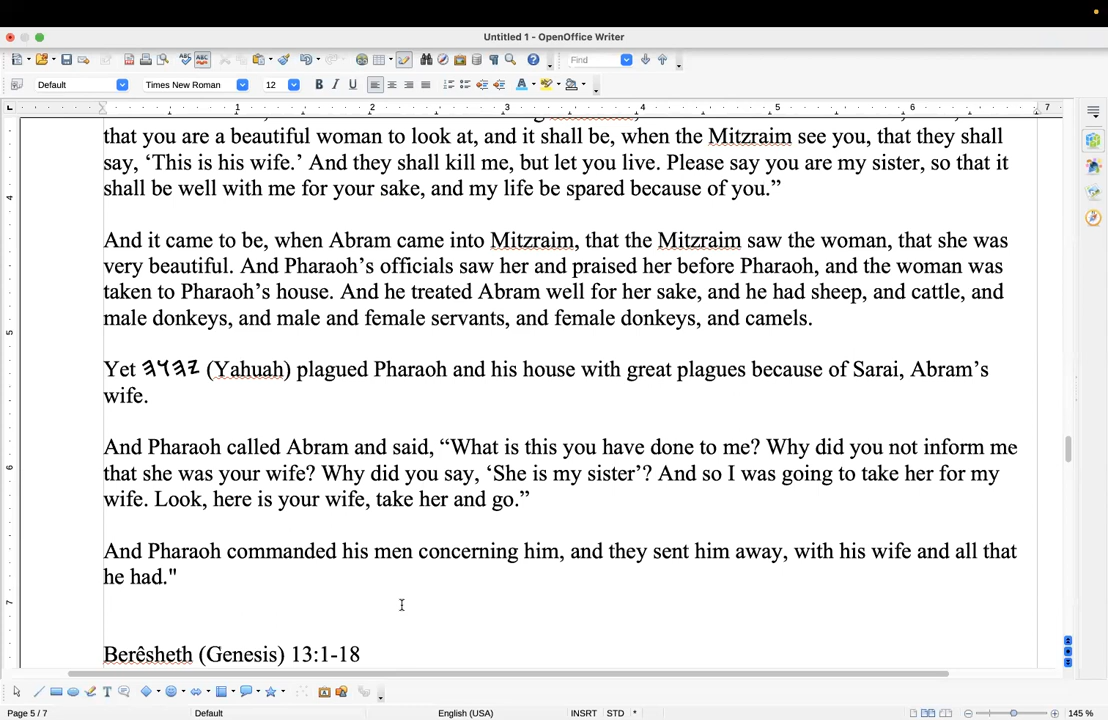 Untitled 1 - OpenOffice Writer
Find
Default Times New Roman 12 B I U
1 2 3 4 5 6 7
that you are a beautiful woman to look at, and it shall be, when the Mitzraim see you, that they shall
say, ‘This is his wife.’ And they shall kill me, but let you live. Please say you are my sister, so that it
shall be well with me for your sake, and my life be spared because of you.”
And it came to be, when Abram came into Mitzraim, that the Mitzraim saw the woman, that she was
very beautiful. And Pharaoh’s officials saw her and praised her before Pharaoh, and the woman was
taken to Pharaoh’s house. And he treated Abram well for her sake, and he had sheep, and cattle, and
male donkeys, and male and female servants, and female donkeys, and camels.
Yet 𐤄𐤅𐤄𐤉 (Yahuah) plagued Pharaoh and his house with great plagues because of Sarai, Abram’s
wife.
And Pharaoh called Abram and said, “What is this you have done to me? Why did you not inform me
that she was your wife? Why did you say, ‘She is my sister’? And so I was going to take her for my
wife. Look, here is your wife, take her and go.”
And Pharaoh commanded his men concerning him, and they sent him away, with his wife and all that
he had."
Berêsheth (Genesis) 13:1-18
4
5
6
7
Page 5 / 7 Default English (USA) INSRT STD * 145 %